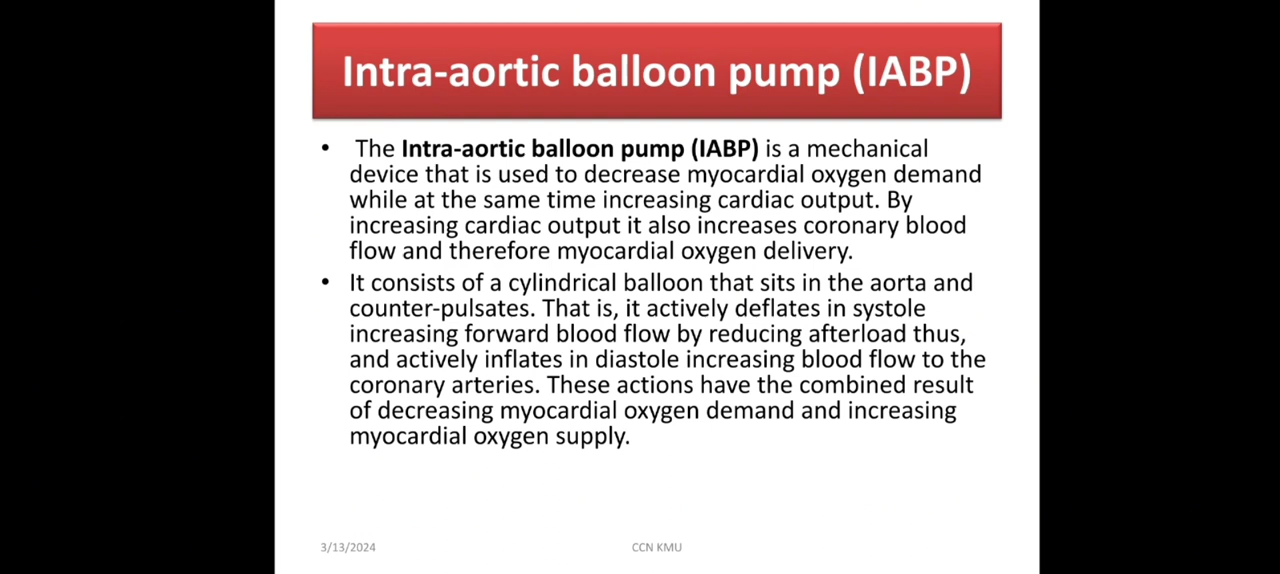 Intra-aortic balloon pump (IABP)
• The Intra-aortic balloon pump (IABP) is a mechanical
device that is used to decrease myocardial oxygen demand
while at the same time increasing cardiac output. By
increasing cardiac output it also increases coronary blood
flow and therefore myocardial oxygen delivery.
• It consists of a cylindrical balloon that sits in the aorta and
counter-pulsates. That is, it actively deflates in systole
increasing forward blood flow by reducing afterload thus,
and actively inflates in diastole increasing blood flow to the
coronary arteries. These actions have the combined result
of decreasing myocardial oxygen demand and increasing
myocardial oxygen supply.
3/13/2024
CCN KMU